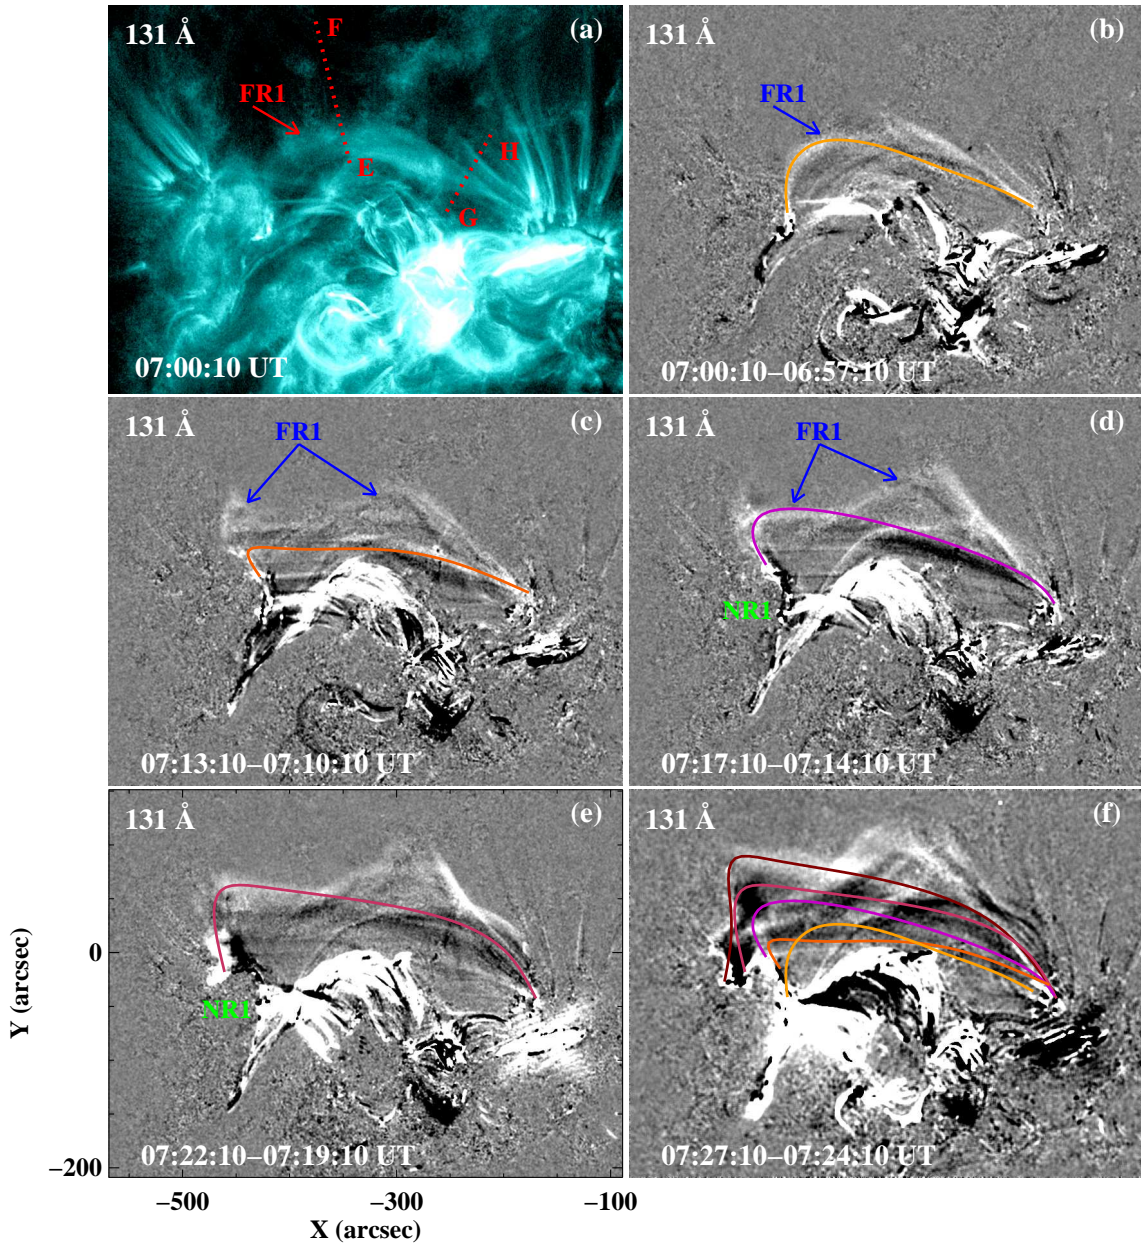 131 Å
(a)
F
FR1
E
H
G
07:00:10 UT
131 Å
(b)
FR1
07:00:10−06:57:10 UT
131 Å
(c)
FR1
07:13:10−07:10:10 UT
131 Å
(d)
FR1
NR1
07:17:10−07:14:10 UT
131 Å
(e)
NR1
07:22:10−07:19:10 UT
0
−200
Y (arcsec)
−500
−300
−100
X (arcsec)
131 Å
(f)
07:27:10−07:24:10 UT